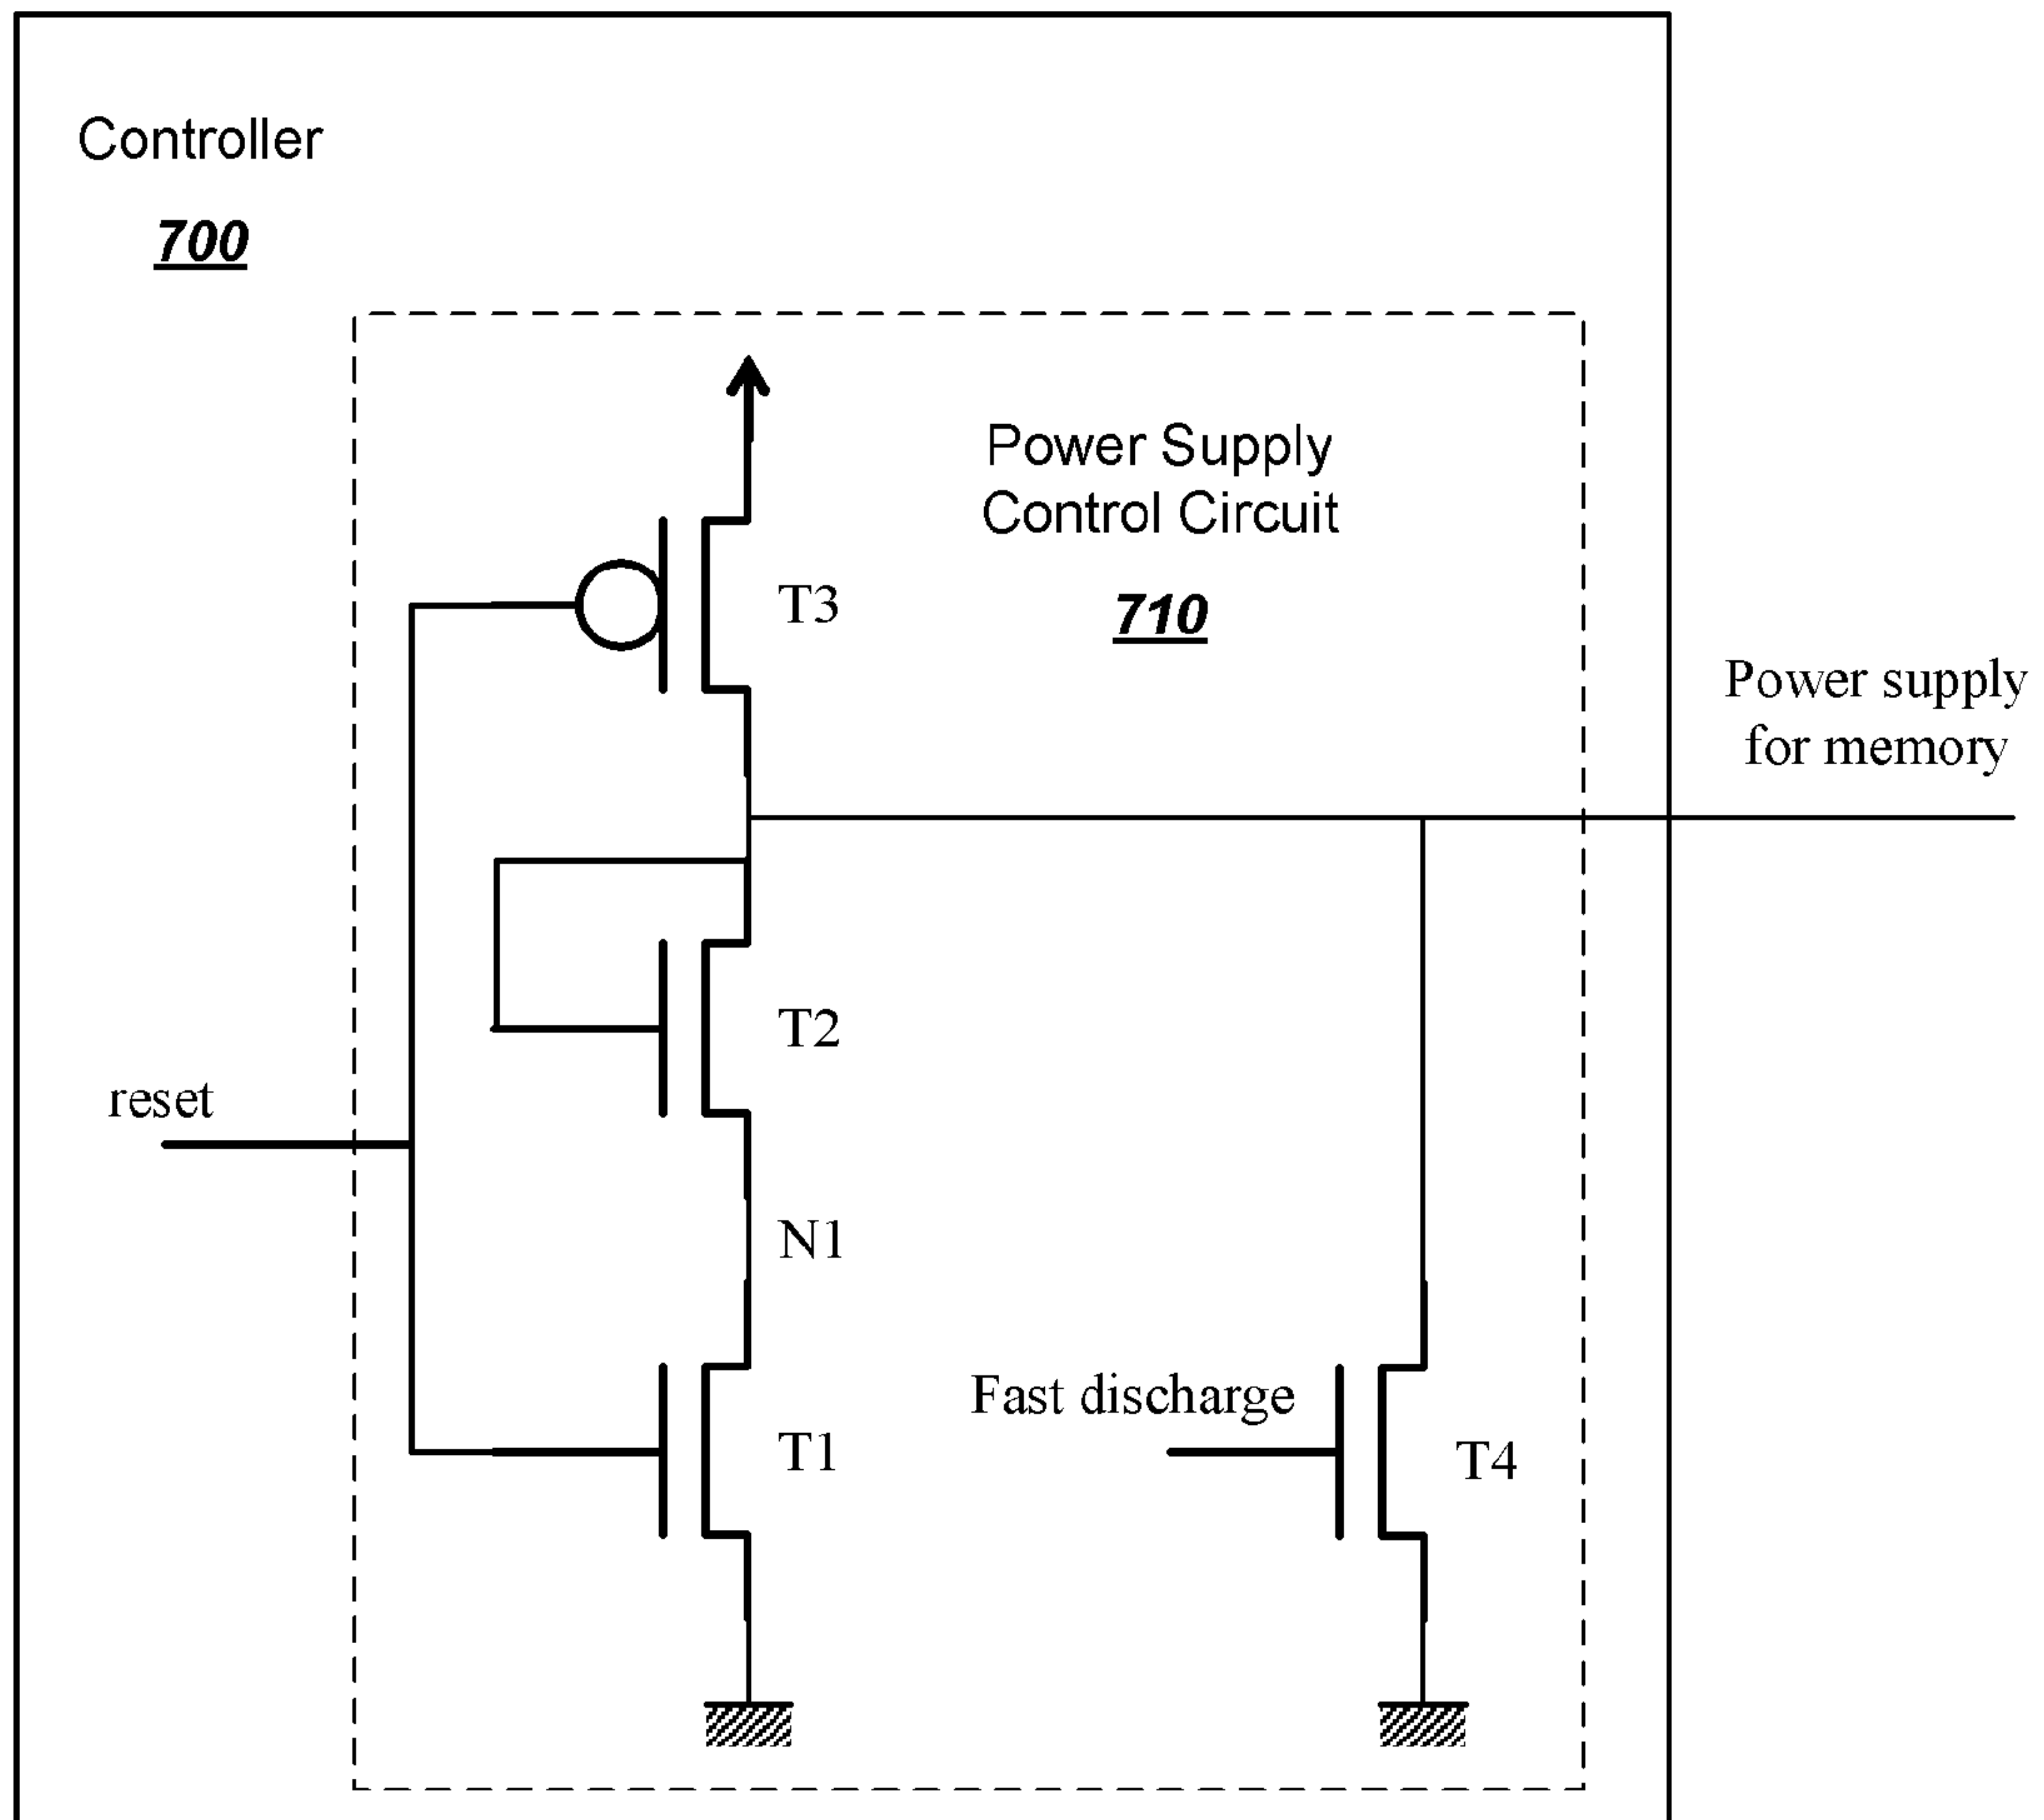 Controller
700
Power Supply
Control Circuit
710
T3
Power supply
for memory
T2
reset
N1
Fast discharge
T1
T4